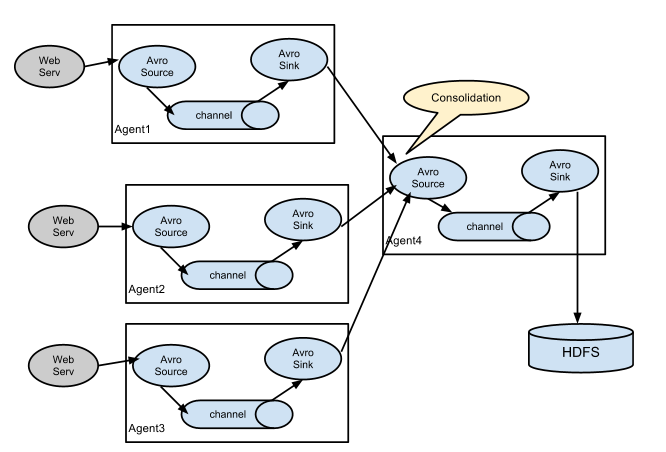 Web
Serv
Avro
Source
Avro
Sink
channel
Agent1
Web
Serv
Avro
Source
Avro
Sink
channel
Agent2
Web
Serv
Avro
Source
Avro
Sink
channel
Agent3
Consolidation
Avro
Source
Avro
Sink
channel
Agent4
HDFS